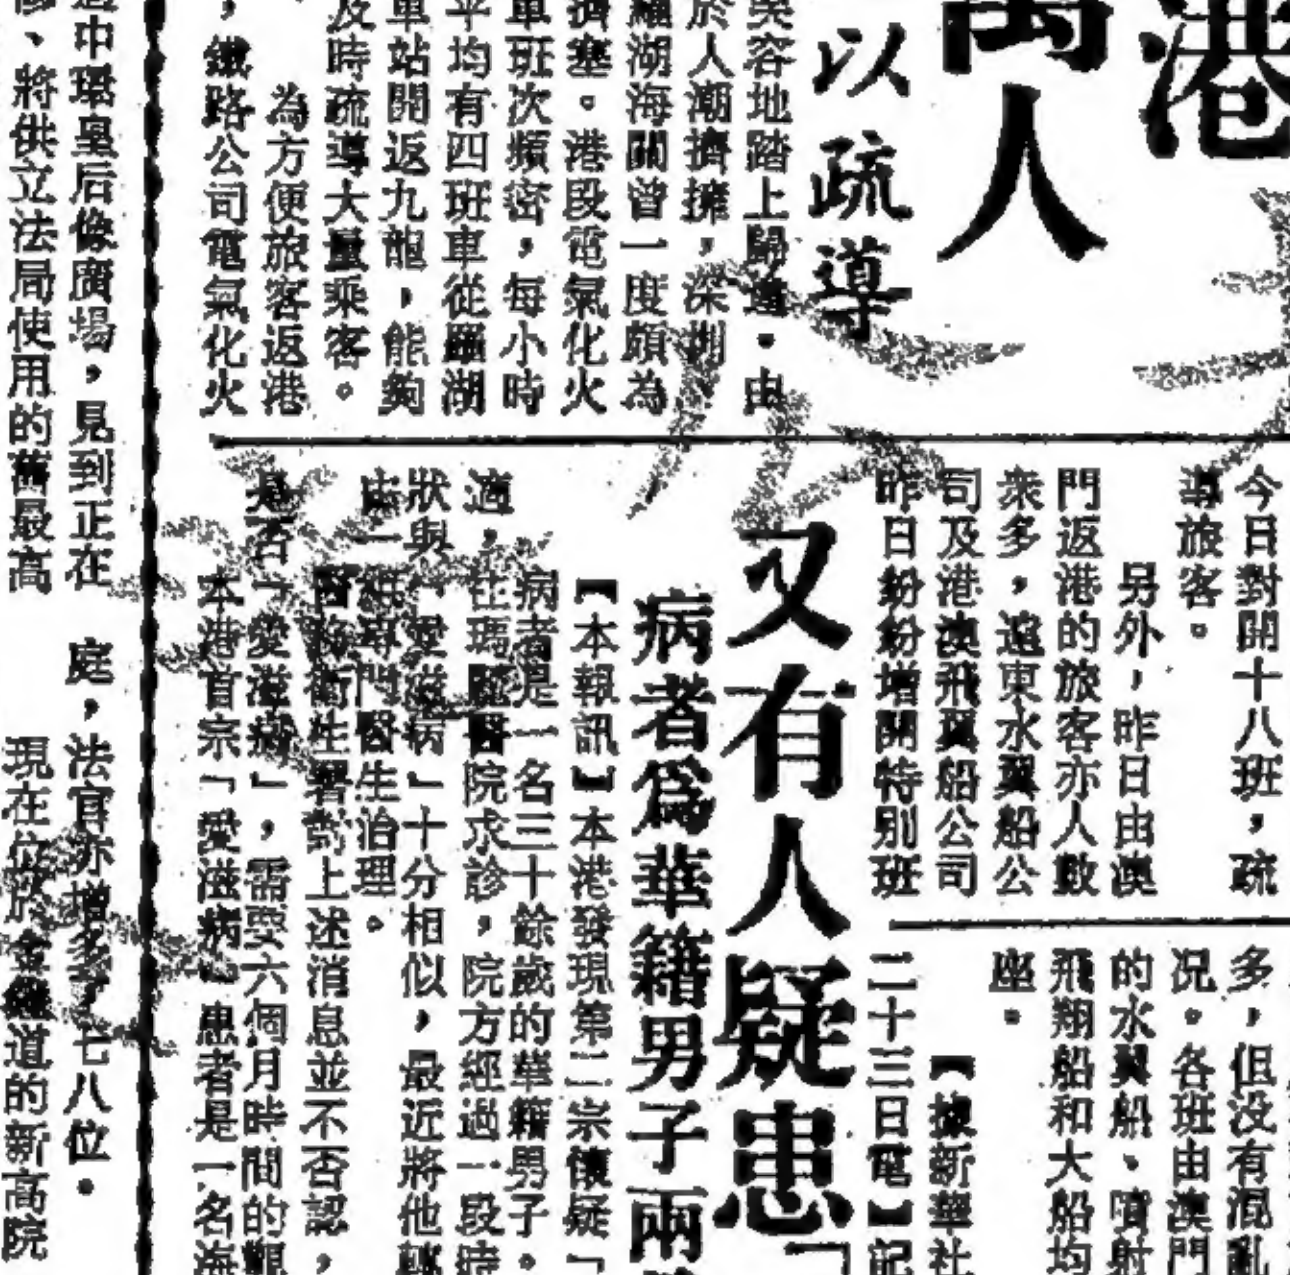 港
萬人
以疏導
笑容地踏上歸途。由
於人潮擠擁,深圳、
羅湖海關曾一度頗為
擠塞。港段電氣化火
車班次頻密,每小時
平均有四班車從羅湖
車站開返九龍,能夠
及時疏導大量乘客。
為方便旅客返港
,鐵路公司電氣化火
今日對開十八班,疏
導旅客。
另外,昨日由澳
門返港的旅客亦人數
衆多,遠東水翼船公
司及港澳飛翼船公司
昨日紛紛增開特別班
多,但没有混亂
况。各班由澳門
的水翼船、噴射
飛翔船和大船均
座。
【據新華社
二十三日電】記
又有人疑患「
病者爲華籍男子兩
【本報訊】本港發現第二宗懷疑「
病者是一名三十餘歲的華籍男子。
適,往瑪麗醫院求診,院方經過一段時
狀與「愛滋病」十分相似,最近將他轉
由一組專門醫生治理。
醫務衛生署對上述消息並不否認,
是否「愛滋病」,需要六個月時間的觀
本港首宗「愛滋病」患者是一名海
中環皇后像廣場,見到正在
、將供立法局使用的舊最高
庭,法官亦增多了七八位。
現在位於金鐘道的新高院